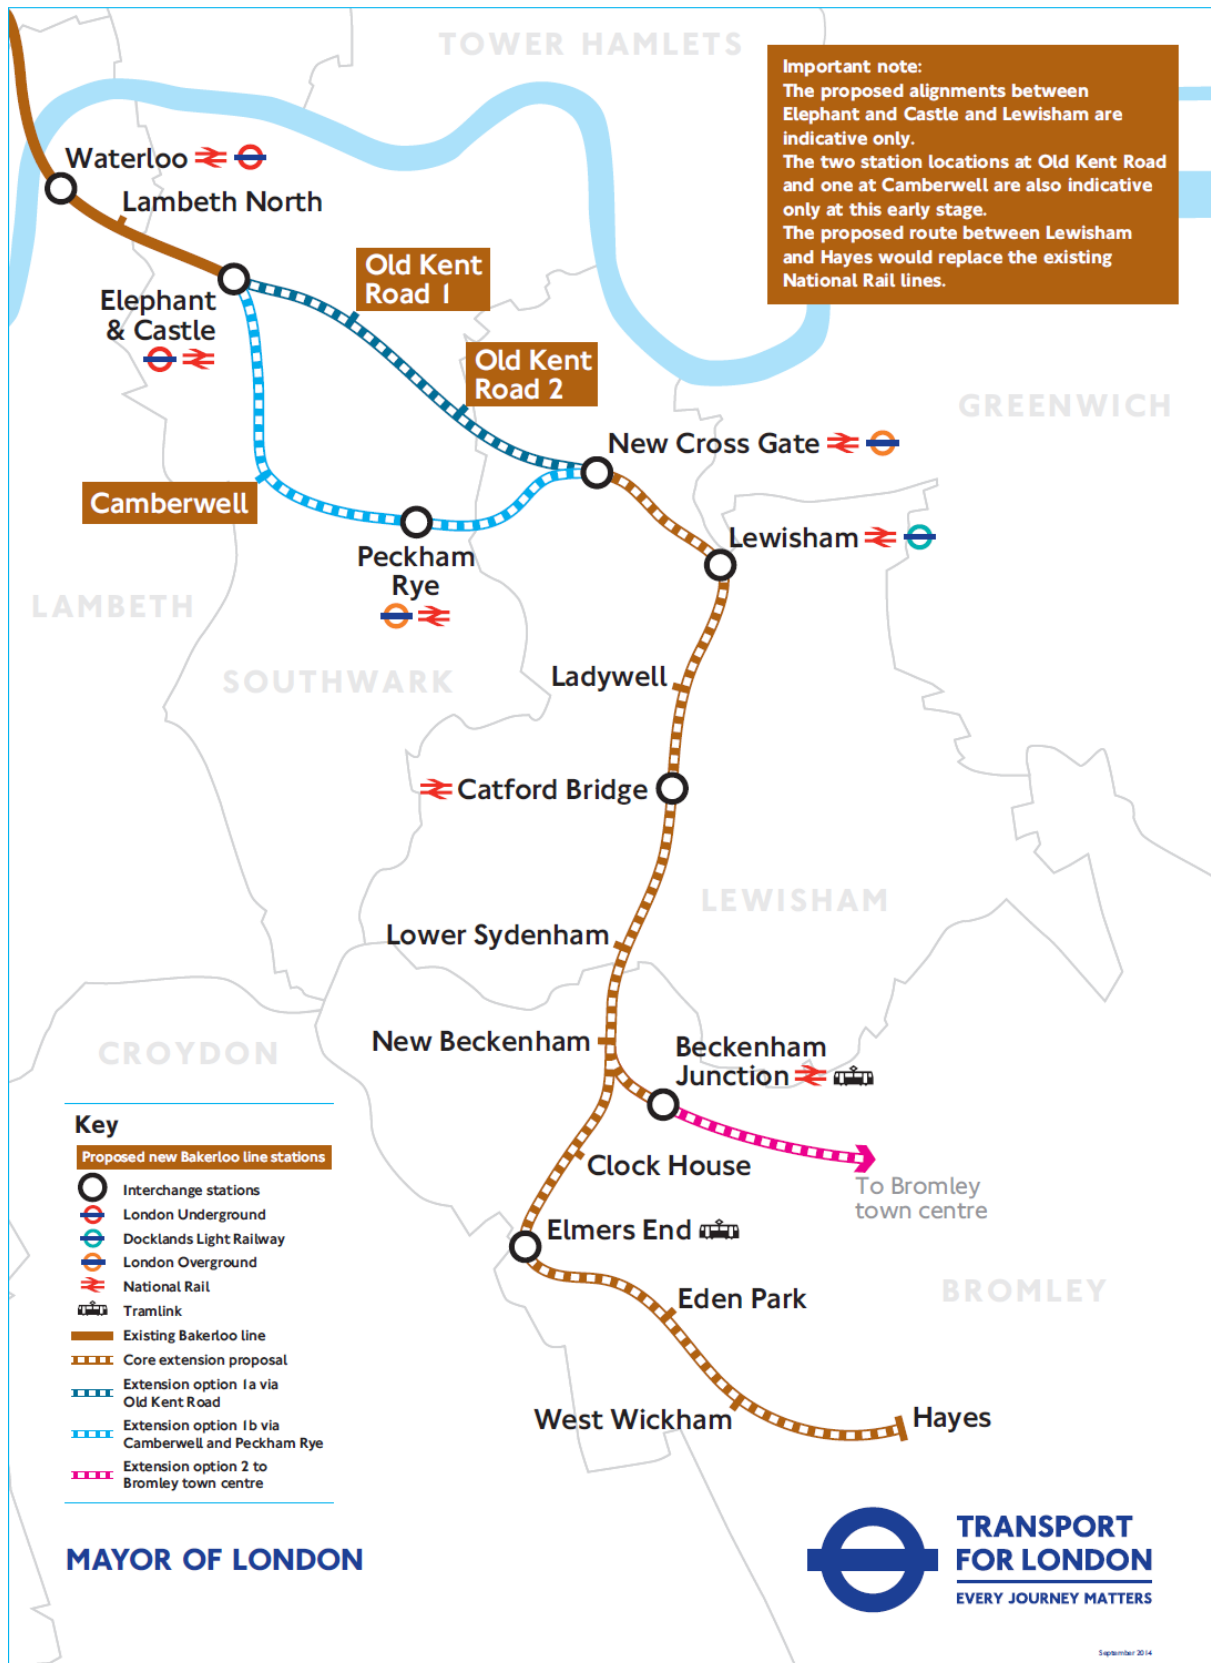 TOWER HAMLETS
Important note:
The proposed alignments between
Elephant and Castle and Lewisham are
indicative only.
The two station locations at Old Kent Road
and one at Camberwell are also indicative
only at this early stage.
The proposed route between Lewisham
and Hayes would replace the existing
National Rail lines.
Waterloo
Lambeth North
Elephant
& Castle
Old Kent
Road 1
Old Kent
Road 2
GREENWICH
New Cross Gate
Camberwell
Lewisham
Peckham
Rye
LAMBETH
SOUTHWARK
Ladywell
Catford Bridge
LEWISHAM
Lower Sydenham
New Beckenham
Beckenham
Junction
CROYDON
Clock House
To Bromley
town centre
Elmers End
BROMLEY
Eden Park
West Wickham
Hayes
Key
Proposed new Bakerloo line stations
Interchange stations
London Underground
Docklands Light Railway
London Overground
National Rail
Tramlink
Existing Bakerloo line
Core extension proposal
Extension option 1a via
Old Kent Road
Extension option 1b via
Camberwell and Peckham Rye
Extension option 2 to
Bromley town centre
MAYOR OF LONDON
TRANSPORT
FOR LONDON
EVERY JOURNEY MATTERS
September 2014